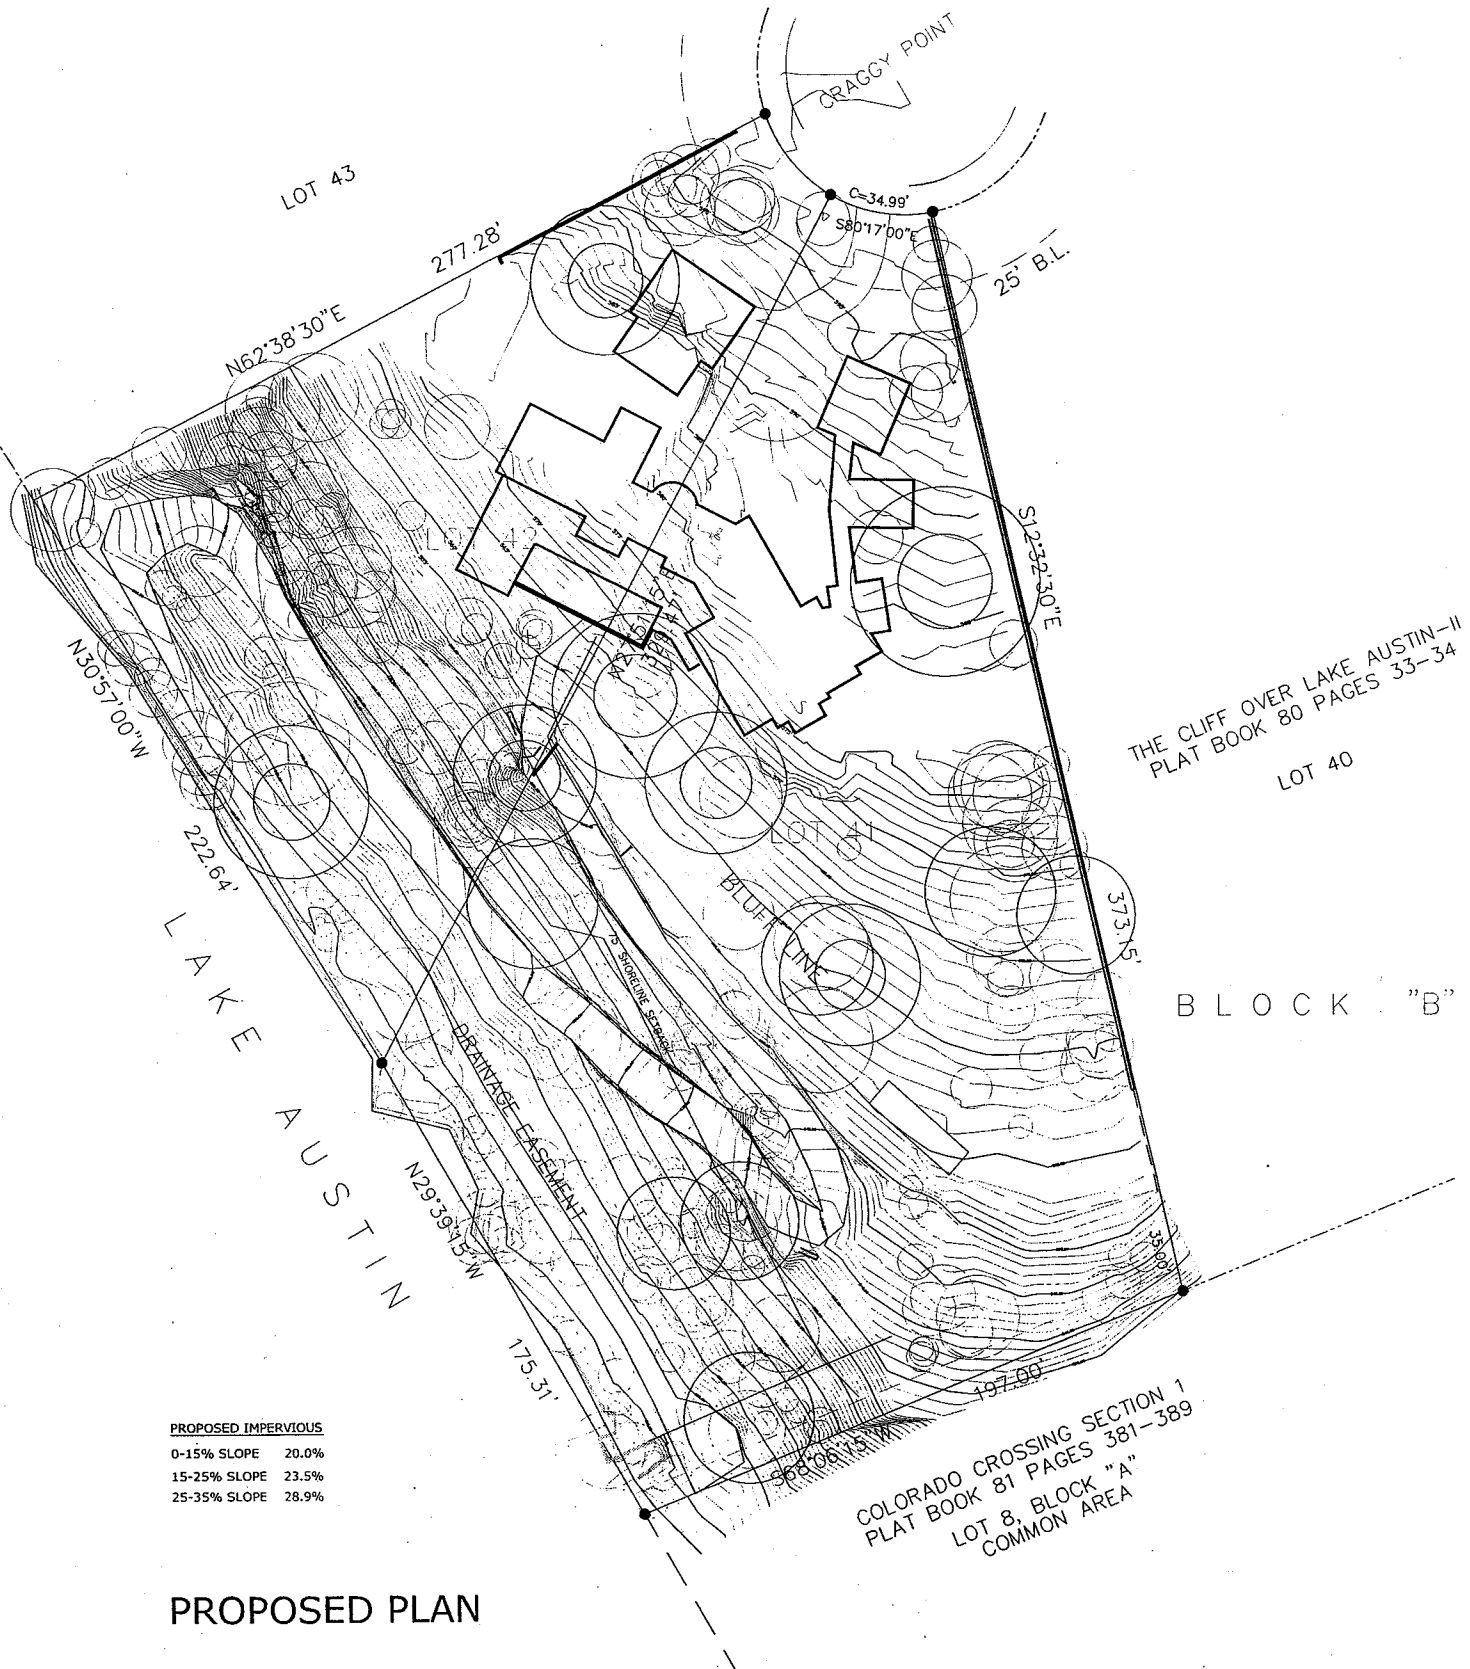 CRAGGY POINT
LOT 43
277.28'
N62°38'30"E
C=34.99'
S80°17'00"E
25' B.L.
LOT 42
S12°32'30"E
N30°57'00"W
THE CLIFF OVER LAKE AUSTIN-II
PLAT BOOK 80 PAGES 33-34
LOT 40
222.64'
LOT 41
BLUFF LINE
373.15'
LAKE AUSTIN
75' SHORELINE SETBACK
BLOCK "B"
DRAINAGE EASEMENT
N29°39'15"W
35.00'
175.31'
197.00'
S68°06'15"W
COLORADO CROSSING SECTION 1
PLAT BOOK 81 PAGES 381-389
LOT 8, BLOCK "A"
COMMON AREA
PROPOSED IMPERVIOUS
0-15% SLOPE 20.0%
15-25% SLOPE 23.5%
25-35% SLOPE 28.9%
PROPOSED PLAN